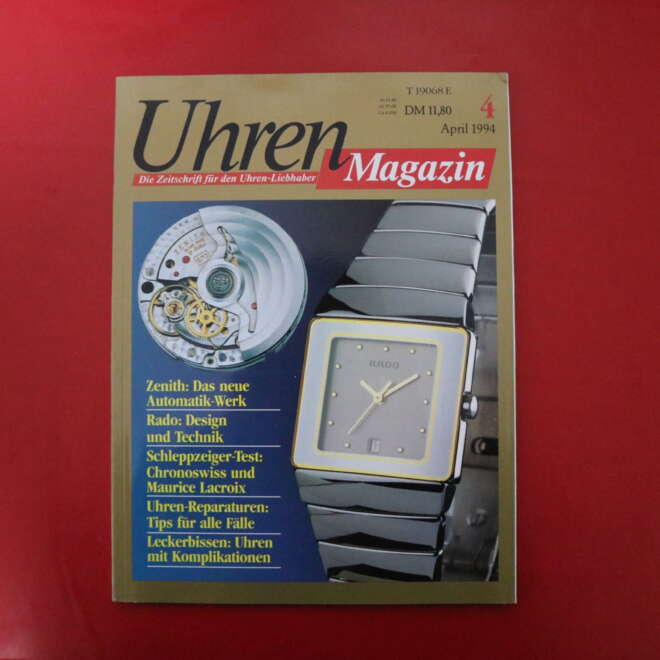 T 19068 E
DM 11,80
4
April 1994
Uhren
Magazin
Die Zeitschrift für den Uhren-Liebhaber
ZENITH
RADO
Zenith: Das neue
Automatik-Werk
Rado: Design
und Technik
Schleppzeiger-Test:
Chronoswiss und
Maurice Lacroix
Uhren-Reparaturen:
Tips für alle Fälle
Leckerbissen: Uhren
mit Komplikationen